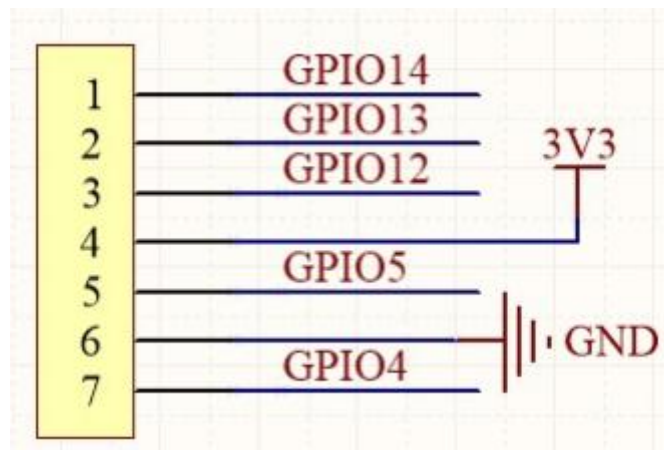 1 GPIO14
2 GPIO13
3 GPIO12 3V3
4
5 GPIO5
6 GND
7 GPIO4